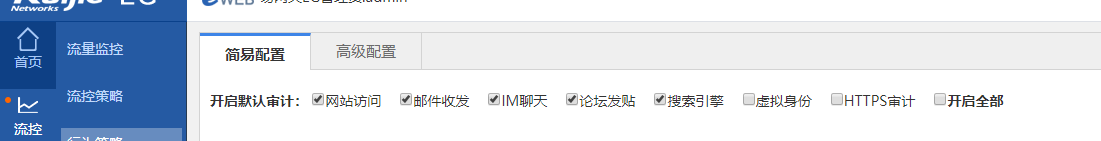 Networks
首页
流量监控
流控策略
流控
简易配置
高级配置
开启默认审计： 网站访问 邮件收发 IM聊天 论坛发贴 搜索引擎 虚拟身份 HTTPS审计 开启全部